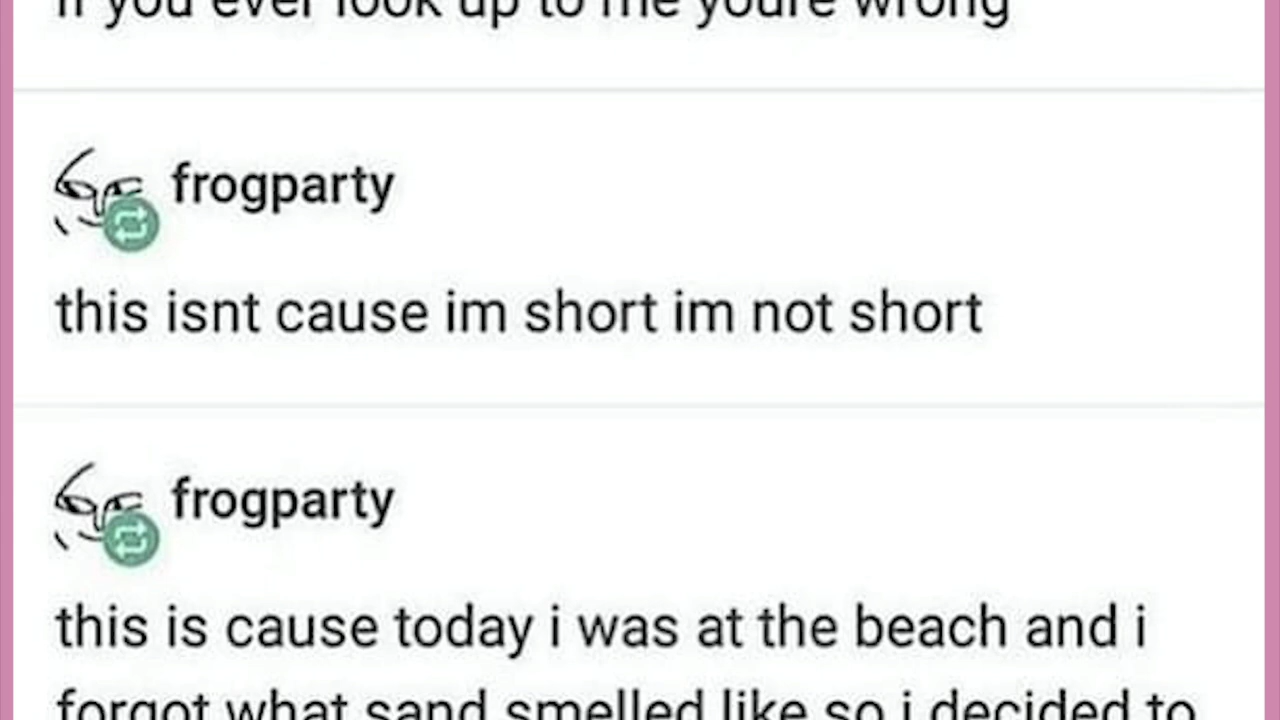 if you ever look up to me youre wrong
frogparty
this isnt cause im short im not short
frogparty
this is cause today i was at the beach and i
forgot what sand smelled like so i decided to